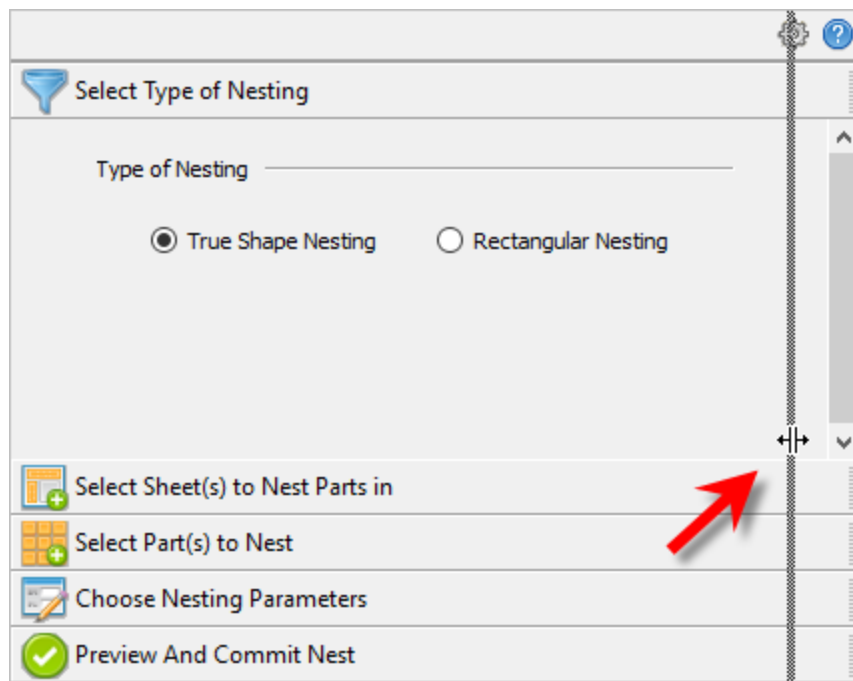 Select Type of Nesting
Type of Nesting
True Shape Nesting Rectangular Nesting
Select Sheet(s) to Nest Parts in
Select Part(s) to Nest
Choose Nesting Parameters
Preview And Commit Nest